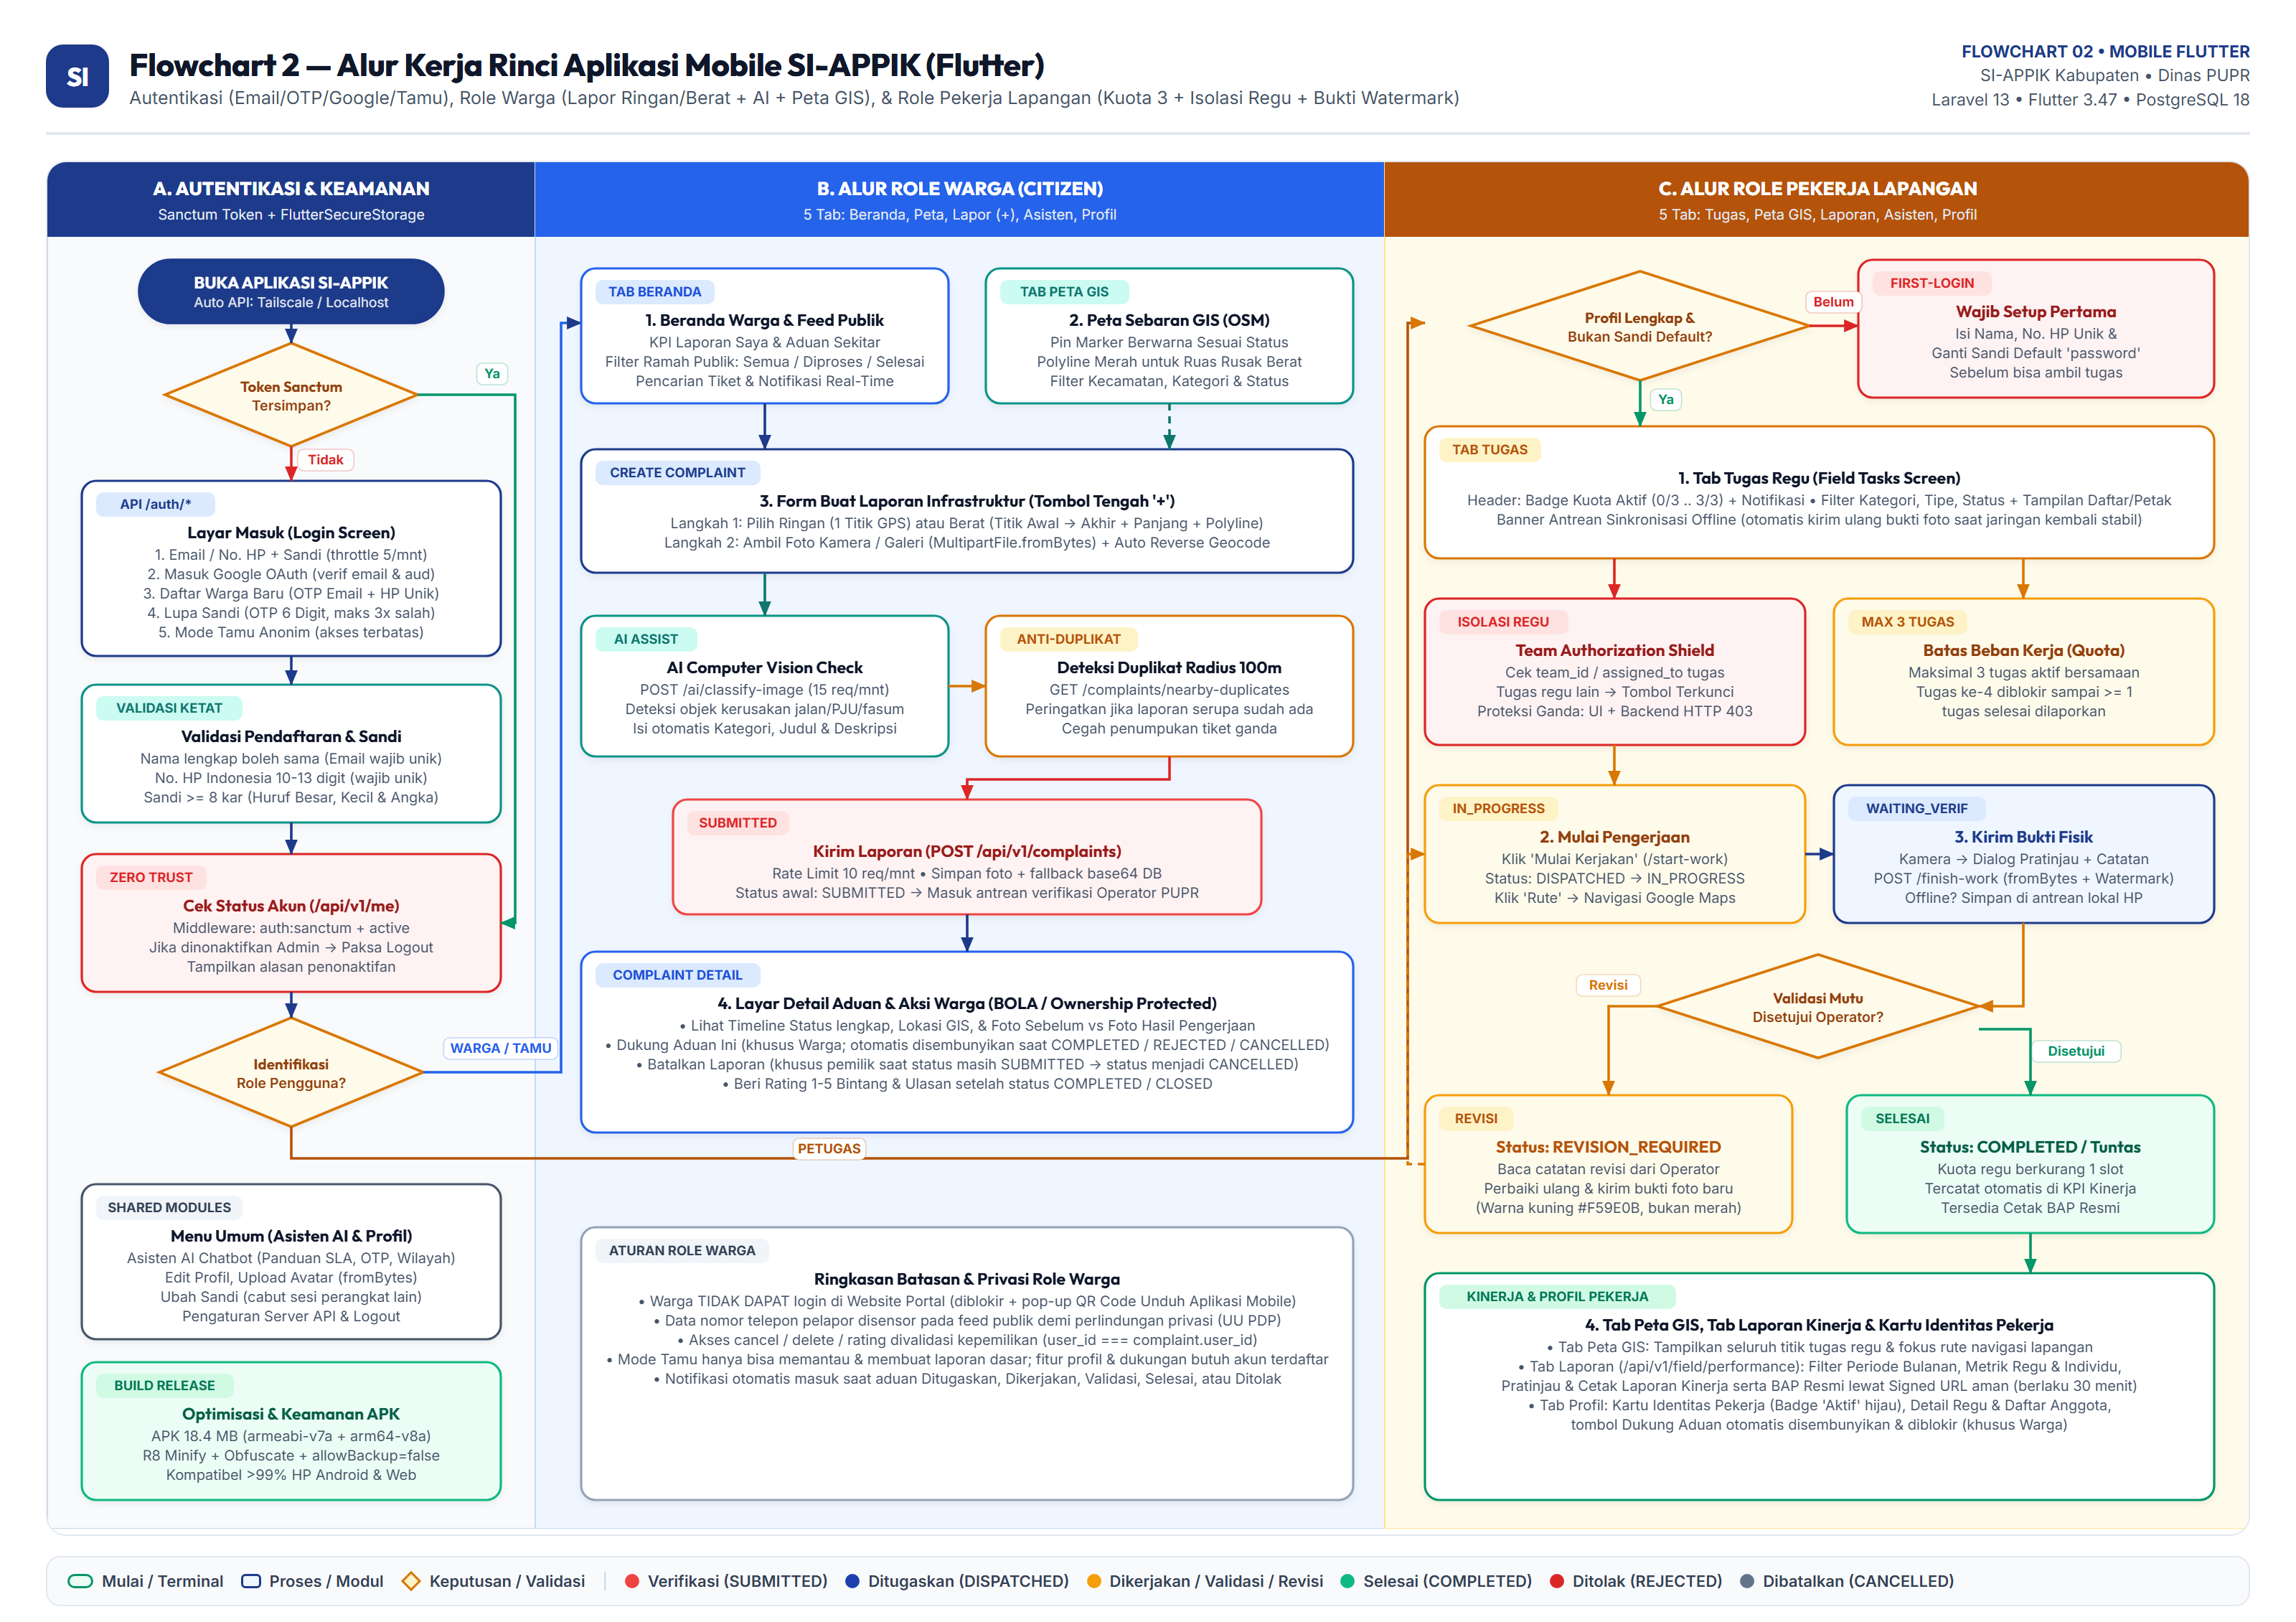 SI
Flowchart 2 — Alur Kerja Rinci Aplikasi Mobile SI-APPIK (Flutter)
Autentikasi (Email/OTP/Google/Tamu), Role Warga (Lapor Ringan/Berat + AI + Peta GIS), & Role Pekerja Lapangan (Kuota 3 + Isolasi Regu + Bukti Watermark)
FLOWCHART 02 • MOBILE FLUTTER
SI-APPIK Kabupaten • Dinas PUPR
Laravel 13 • Flutter 3.47 • PostgreSQL 18
A. AUTENTIKASI & KEAMANAN
Sanctum Token + FlutterSecureStorage
BUKA APLIKASI SI-APPIK
Auto API: Tailscale / Localhost
Token Sanctum
Tersimpan?
Ya
Tidak
API /auth/*
Layar Masuk (Login Screen)
1. Email / No. HP + Sandi (throttle 5/mnt)
2. Masuk Google OAuth (verif email & aud)
3. Daftar Warga Baru (OTP Email + HP Unik)
4. Lupa Sandi (OTP 6 Digit, maks 3x salah)
5. Mode Tamu Anonim (akses terbatas)
VALIDASI KETAT
Validasi Pendaftaran & Sandi
Nama lengkap boleh sama (Email wajib unik)
No. HP Indonesia 10-13 digit (wajib unik)
Sandi >= 8 kar (Huruf Besar, Kecil & Angka)
ZERO TRUST
Cek Status Akun (/api/v1/me)
Middleware: auth:sanctum + active
Jika dinonaktifkan Admin → Paksa Logout
Tampilkan alasan penonaktifan
Identifikasi
Role Pengguna?
WARGA / TAMU
PETUGAS
SHARED MODULES
Menu Umum (Asisten AI & Profil)
Asisten AI Chatbot (Panduan SLA, OTP, Wilayah)
Edit Profil, Upload Avatar (fromBytes)
Ubah Sandi (cabut sesi perangkat lain)
Pengaturan Server API & Logout
BUILD RELEASE
Optimisasi & Keamanan APK
APK 18.4 MB (armeabi-v7a + arm64-v8a)
R8 Minify + Obfuscate + allowBackup=false
Kompatibel >99% HP Android & Web
B. ALUR ROLE WARGA (CITIZEN)
5 Tab: Beranda, Peta, Lapor (+), Asisten, Profil
TAB BERANDA
1. Beranda Warga & Feed Publik
KPI Laporan Saya & Aduan Sekitar
Filter Ramah Publik: Semua / Diproses / Selesai
Pencarian Tiket & Notifikasi Real-Time
TAB PETA GIS
2. Peta Sebaran GIS (OSM)
Pin Marker Berwarna Sesuai Status
Polyline Merah untuk Ruas Rusak Berat
Filter Kecamatan, Kategori & Status
CREATE COMPLAINT
3. Form Buat Laporan Infrastruktur (Tombol Tengah '+')
Langkah 1: Pilih Ringan (1 Titik GPS) atau Berat (Titik Awal → Akhir + Panjang + Polyline)
Langkah 2: Ambil Foto Kamera / Galeri (MultipartFile.fromBytes) + Auto Reverse Geocode
AI ASSIST
AI Computer Vision Check
POST /ai/classify-image (15 req/mnt)
Deteksi objek kerusakan jalan/PJU/fasum
Isi otomatis Kategori, Judul & Deskripsi
ANTI-DUPLIKAT
Deteksi Duplikat Radius 100m
GET /complaints/nearby-duplicates
Peringatkan jika laporan serupa sudah ada
Cegah penumpukan tiket ganda
SUBMITTED
Kirim Laporan (POST /api/v1/complaints)
Rate Limit 10 req/mnt • Simpan foto + fallback base64 DB
Status awal: SUBMITTED → Masuk antrean verifikasi Operator PUPR
COMPLAINT DETAIL
4. Layar Detail Aduan & Aksi Warga (BOLA / Ownership Protected)
• Lihat Timeline Status lengkap, Lokasi GIS, & Foto Sebelum vs Foto Hasil Pengerjaan
• Dukung Aduan Ini (khusus Warga; otomatis disembunyikan saat COMPLETED / REJECTED / CANCELLED)
• Batalkan Laporan (khusus pemilik saat status masih SUBMITTED → status menjadi CANCELLED)
• Beri Rating 1-5 Bintang & Ulasan setelah status COMPLETED / CLOSED
ATURAN ROLE WARGA
Ringkasan Batasan & Privasi Role Warga
• Warga TIDAK DAPAT login di Website Portal (diblokir + pop-up QR Code Unduh Aplikasi Mobile)
• Data nomor telepon pelapor disensor pada feed publik demi perlindungan privasi (UU PDP)
• Akses cancel / delete / rating divalidasi kepemilikan (user_id === complaint.user_id)
• Mode Tamu hanya bisa memantau & membuat laporan dasar; fitur profil & dukungan butuh akun terdaftar
• Notifikasi otomatis masuk saat aduan Ditugaskan, Dikerjakan, Validasi, Selesai, atau Ditolak
C. ALUR ROLE PEKERJA LAPANGAN
5 Tab: Tugas, Peta GIS, Laporan, Asisten, Profil
Profil Lengkap &
Bukan Sandi Default?
Belum
Ya
FIRST-LOGIN
Wajib Setup Pertama
Isi Nama, No. HP Unik &
Ganti Sandi Default 'password'
Sebelum bisa ambil tugas
TAB TUGAS
1. Tab Tugas Regu (Field Tasks Screen)
Header: Badge Kuota Aktif (0/3 .. 3/3) + Notifikasi • Filter Kategori, Tipe, Status + Tampilan Daftar/Petak
Banner Antrean Sinkronisasi Offline (otomatis kirim ulang bukti foto saat jaringan kembali stabil)
ISOLASI REGU
Team Authorization Shield
Cek team_id / assigned_to tugas
Tugas regu lain → Tombol Terkunci
Proteksi Ganda: UI + Backend HTTP 403
MAX 3 TUGAS
Batas Beban Kerja (Quota)
Maksimal 3 tugas aktif bersamaan
Tugas ke-4 diblokir sampai >= 1
tugas selesai dilaporkan
IN_PROGRESS
2. Mulai Pengerjaan
Klik 'Mulai Kerjakan' (/start-work)
Status: DISPATCHED → IN_PROGRESS
Klik 'Rute' → Navigasi Google Maps
WAITING_VERIF
3. Kirim Bukti Fisik
Kamera → Dialog Pratinjau + Catatan
POST /finish-work (fromBytes + Watermark)
Offline? Simpan di antrean lokal HP
Validasi Mutu
Disetujui Operator?
Revisi
Disetujui
REVISI
Status: REVISION_REQUIRED
Baca catatan revisi dari Operator
Perbaiki ulang & kirim bukti foto baru
(Warna kuning #F59E0B, bukan merah)
SELESAI
Status: COMPLETED / Tuntas
Kuota regu berkurang 1 slot
Tercatat otomatis di KPI Kinerja
Tersedia Cetak BAP Resmi
KINERJA & PROFIL PEKERJA
4. Tab Peta GIS, Tab Laporan Kinerja & Kartu Identitas Pekerja
• Tab Peta GIS: Tampilkan seluruh titik tugas regu & fokus rute navigasi lapangan
• Tab Laporan (/api/v1/field/performance): Filter Periode Bulanan, Metrik Regu & Individu,
Pratinjau & Cetak Laporan Kinerja serta BAP Resmi lewat Signed URL aman (berlaku 30 menit)
• Tab Profil: Kartu Identitas Pekerja (Badge 'Aktif' hijau), Detail Regu & Daftar Anggota,
tombol Dukung Aduan otomatis disembunyikan & diblokir (khusus Warga)
Mulai / Terminal
Proses / Modul
Keputusan / Validasi
Verifikasi (SUBMITTED)
Ditugaskan (DISPATCHED)
Dikerjakan / Validasi / Revisi
Selesai (COMPLETED)
Ditolak (REJECTED)
Dibatalkan (CANCELLED)